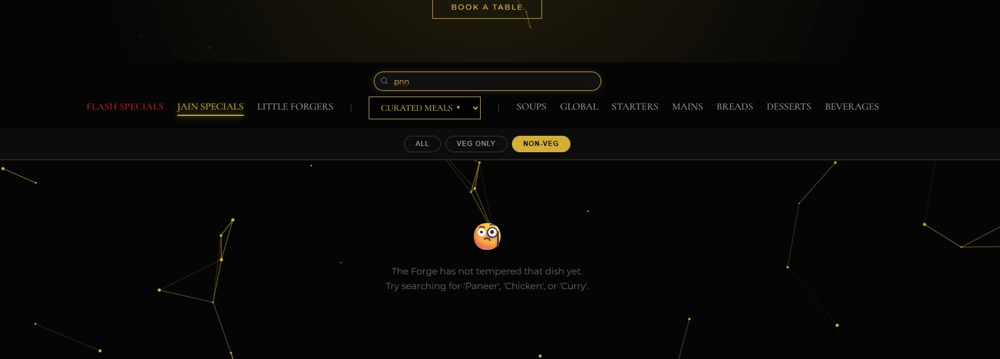 BOOK A TABLE
pnn
FLASH SPECIALS JAIN SPECIALS LITTLE FORGERS | CURATED MEALS ▾ | SOUPS GLOBAL STARTERS MAINS BREADS DESSERTS BEVERAGES
ALL VEG ONLY NON-VEG
The Forge has not tempered that dish yet.
Try searching for 'Paneer', 'Chicken', or 'Curry'.